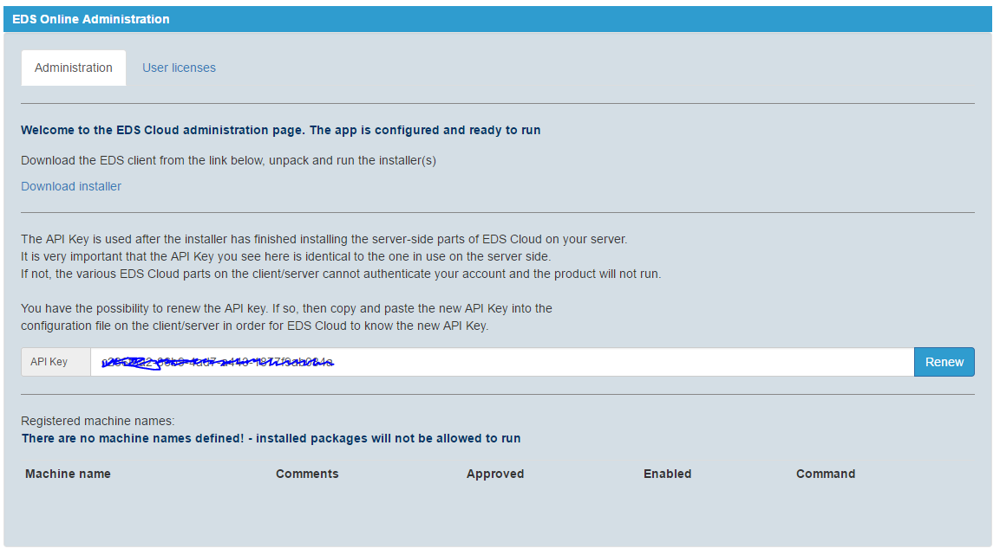 EDS Online Administration
Administration
User licenses
Welcome to the EDS Cloud administration page. The app is configured and ready to run
Download the EDS client from the link below, unpack and run the installer(s)
Download installer
The API Key is used after the installer has finished installing the server-side parts of EDS Cloud on your server.
It is very important that the API Key you see here is identical to the one in use on the server side.
If not, the various EDS Cloud parts on the client/server cannot authenticate your account and the product will not run.
You have the possibility to renew the API key. If so, then copy and paste the new API Key into the
configuration file on the client/server in order for EDS Cloud to know the new API Key.
API Key
Renew
Registered machine names:
There are no machine names defined! - installed packages will not be allowed to run
Machine name Comments Approved Enabled Command